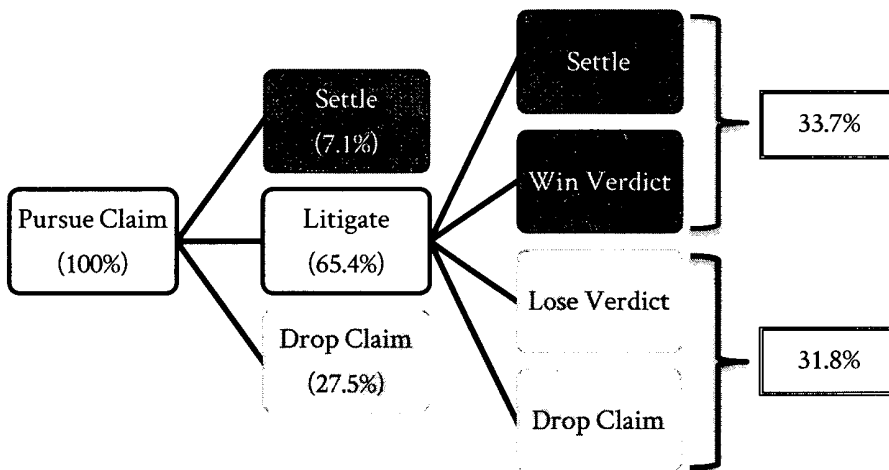 Settle
(7.1%)
Pursue Claim
(100%)
Litigate
(65.4%)
Drop Claim
(27.5%)
Settle
Win Verdict
Lose Verdict
Drop Claim
33.7%
31.8%